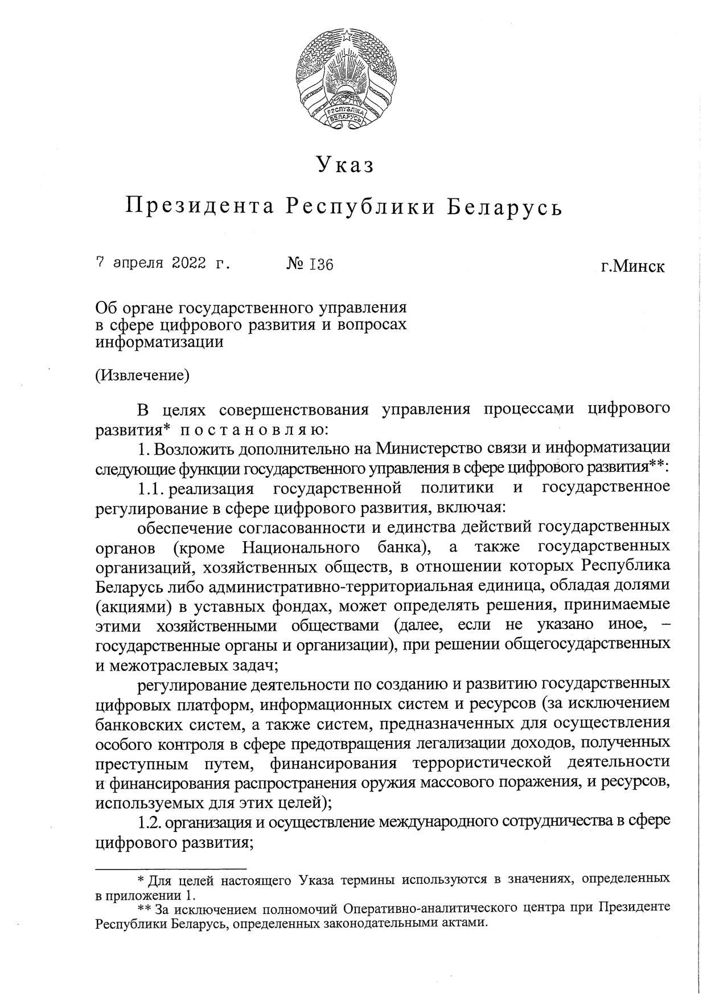 РЭСПУБЛІКА
БЕЛАРУСЬ
Указ
Президента Республики Беларусь
7 апреля 2022 г. № I36 г.Минск
Об органе государственного управления
в сфере цифрового развития и вопросах
информатизации
(Извлечение)
В целях совершенствования управления процессами цифрового
развития* п о с т а н о в л я ю:
1. Возложить дополнительно на Министерство связи и информатизации
следующие функции государственного управления в сфере цифрового развития**:
1.1. реализация государственной политики и государственное
регулирование в сфере цифрового развития, включая:
обеспечение согласованности и единства действий государственных
органов (кроме Национального банка), а также государственных
организаций, хозяйственных обществ, в отношении которых Республика
Беларусь либо административно-территориальная единица, обладая долями
(акциями) в уставных фондах, может определять решения, принимаемые
этими хозяйственными обществами (далее, если не указано иное, –
государственные органы и организации), при решении общегосударственных
и межотраслевых задач;
регулирование деятельности по созданию и развитию государственных
цифровых платформ, информационных систем и ресурсов (за исключением
банковских систем, а также систем, предназначенных для осуществления
особого контроля в сфере предотвращения легализации доходов, полученных
преступным путем, финансирования террористической деятельности
и финансирования распространения оружия массового поражения, и ресурсов,
используемых для этих целей);
1.2. организация и осуществление международного сотрудничества в сфере
цифрового развития;
* Для целей настоящего Указа термины используются в значениях, определенных
в приложении 1.
** За исключением полномочий Оперативно-аналитического центра при Президенте
Республики Беларусь, определенных законодательными актами.